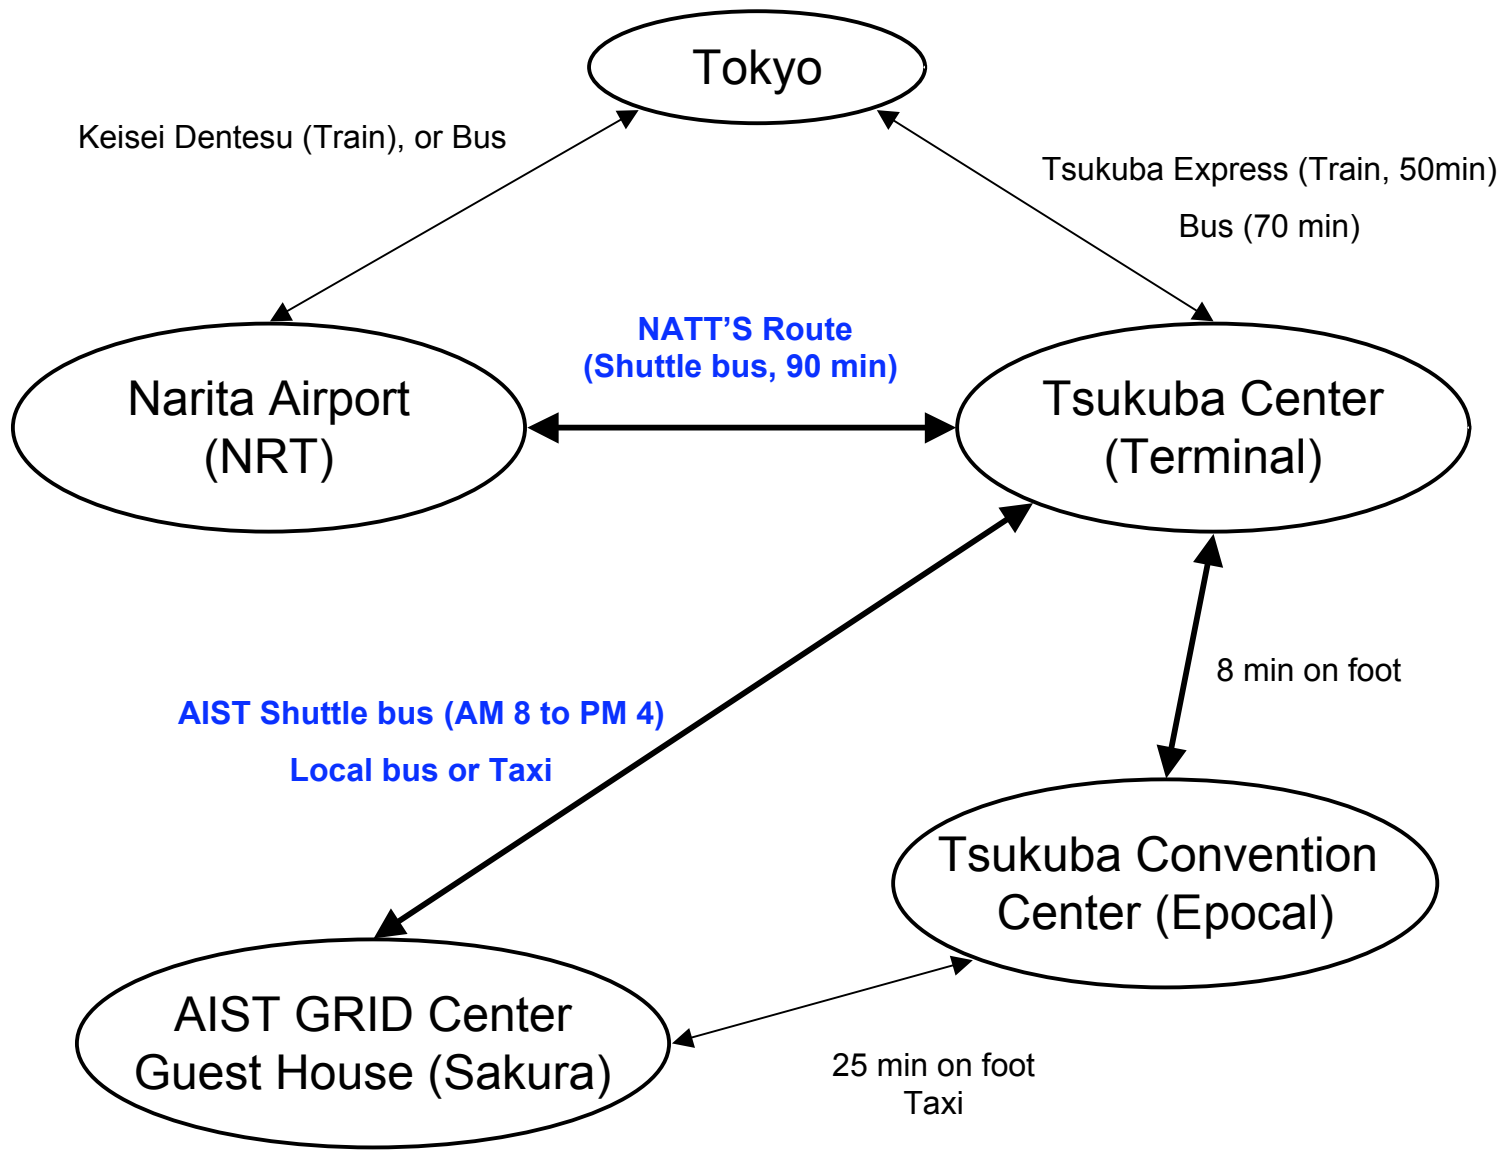 Tokyo
Keisei Dentesu (Train), or Bus
Tsukuba Express (Train, 50min)
Bus (70 min)
NATT’S Route
(Shuttle bus, 90 min)
Narita Airport
(NRT)
Tsukuba Center
(Terminal)
8 min on foot
AIST Shuttle bus (AM 8 to PM 4)
Local bus or Taxi
Tsukuba Convention
Center (Epocal)
AIST GRID Center
Guest House (Sakura)
25 min on foot
Taxi